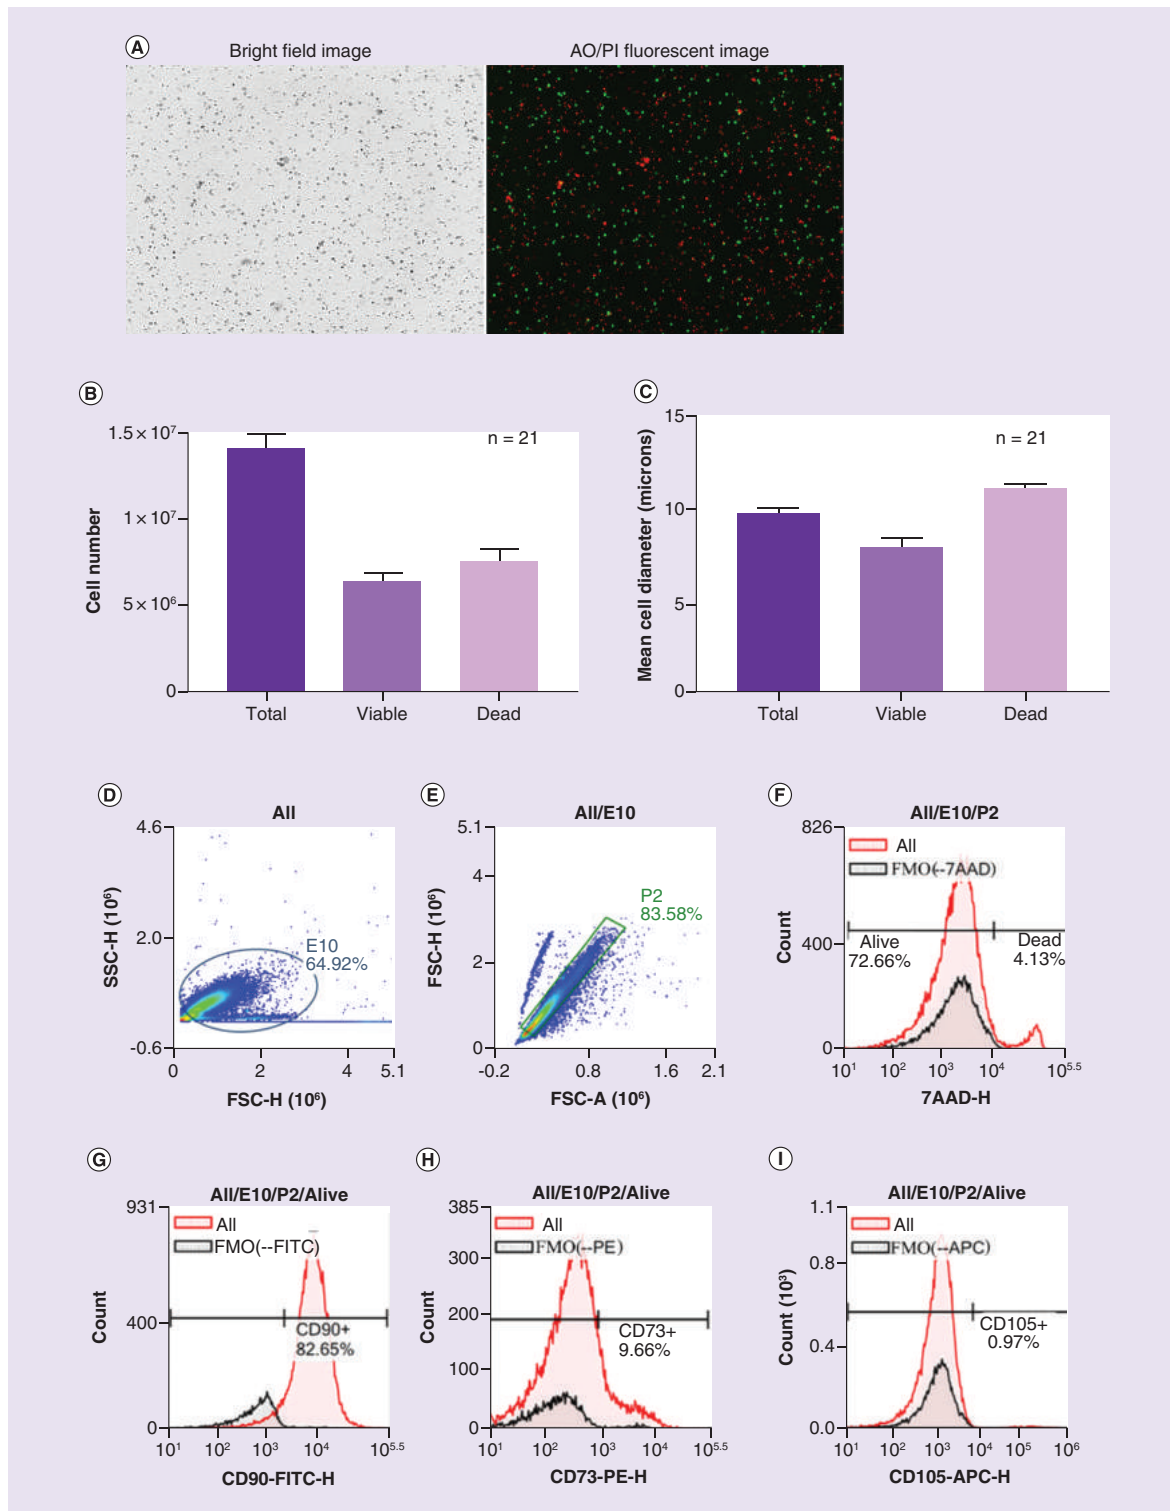 A
Bright field image
AO/PI fluorescent image
B
Cell number
1.5 × 10⁷
1 × 10⁷
5 × 10⁶
0
n = 21
Total
Viable
Dead
C
Mean cell diameter (microns)
15
10
5
0
n = 21
Total
Viable
Dead
D
All
SSC-H (10⁶)
4.6
2.0
-0.6
E10
64.92%
0
2
4
5.1
FSC-H (10⁶)
E
All/E10
FSC-H (10⁶)
5.1
4
2
0
P2
83.58%
-0.2
0.8
1.6
2.1
FSC-A (10⁶)
F
All/E10/P2
Count
826
400
0
All
FMO(--7AAD)
Alive
72.66%
Dead
4.13%
10¹
10²
10³
10⁴
10⁵·⁵
7AAD-H
G
All/E10/P2/Alive
Count
931
400
0
All
FMO(--FITC)
CD90+
82.65%
10¹
10²
10³
10⁴
10⁵·⁵
CD90-FITC-H
H
All/E10/P2/Alive
Count
385
300
200
100
0
All
FMO(--PE)
CD73+
9.66%
10¹
10²
10³
10⁴
10⁵·⁵
CD73-PE-H
I
All/E10/P2/Alive
Count (10³)
1.1
0.8
0.4
0.0
All
FMO(--APC)
CD105+
0.97%
10¹
10²
10³
10⁴
10⁵
10⁶
CD105-APC-H